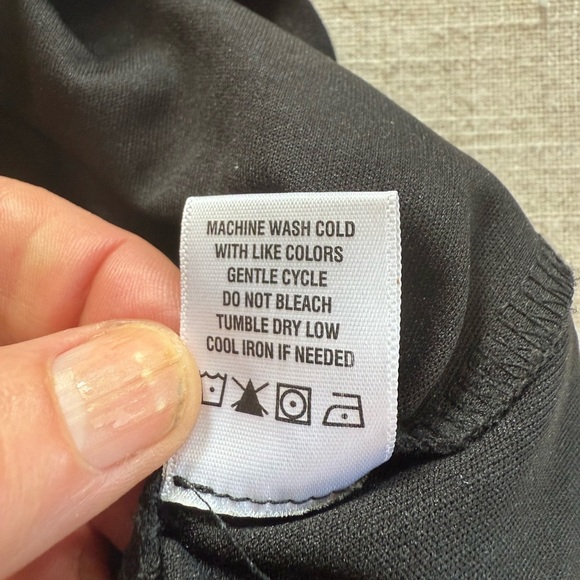 MACHINE WASH COLD
WITH LIKE COLORS
GENTLE CYCLE
DO NOT BLEACH
TUMBLE DRY LOW
COOL IRON IF NEEDED